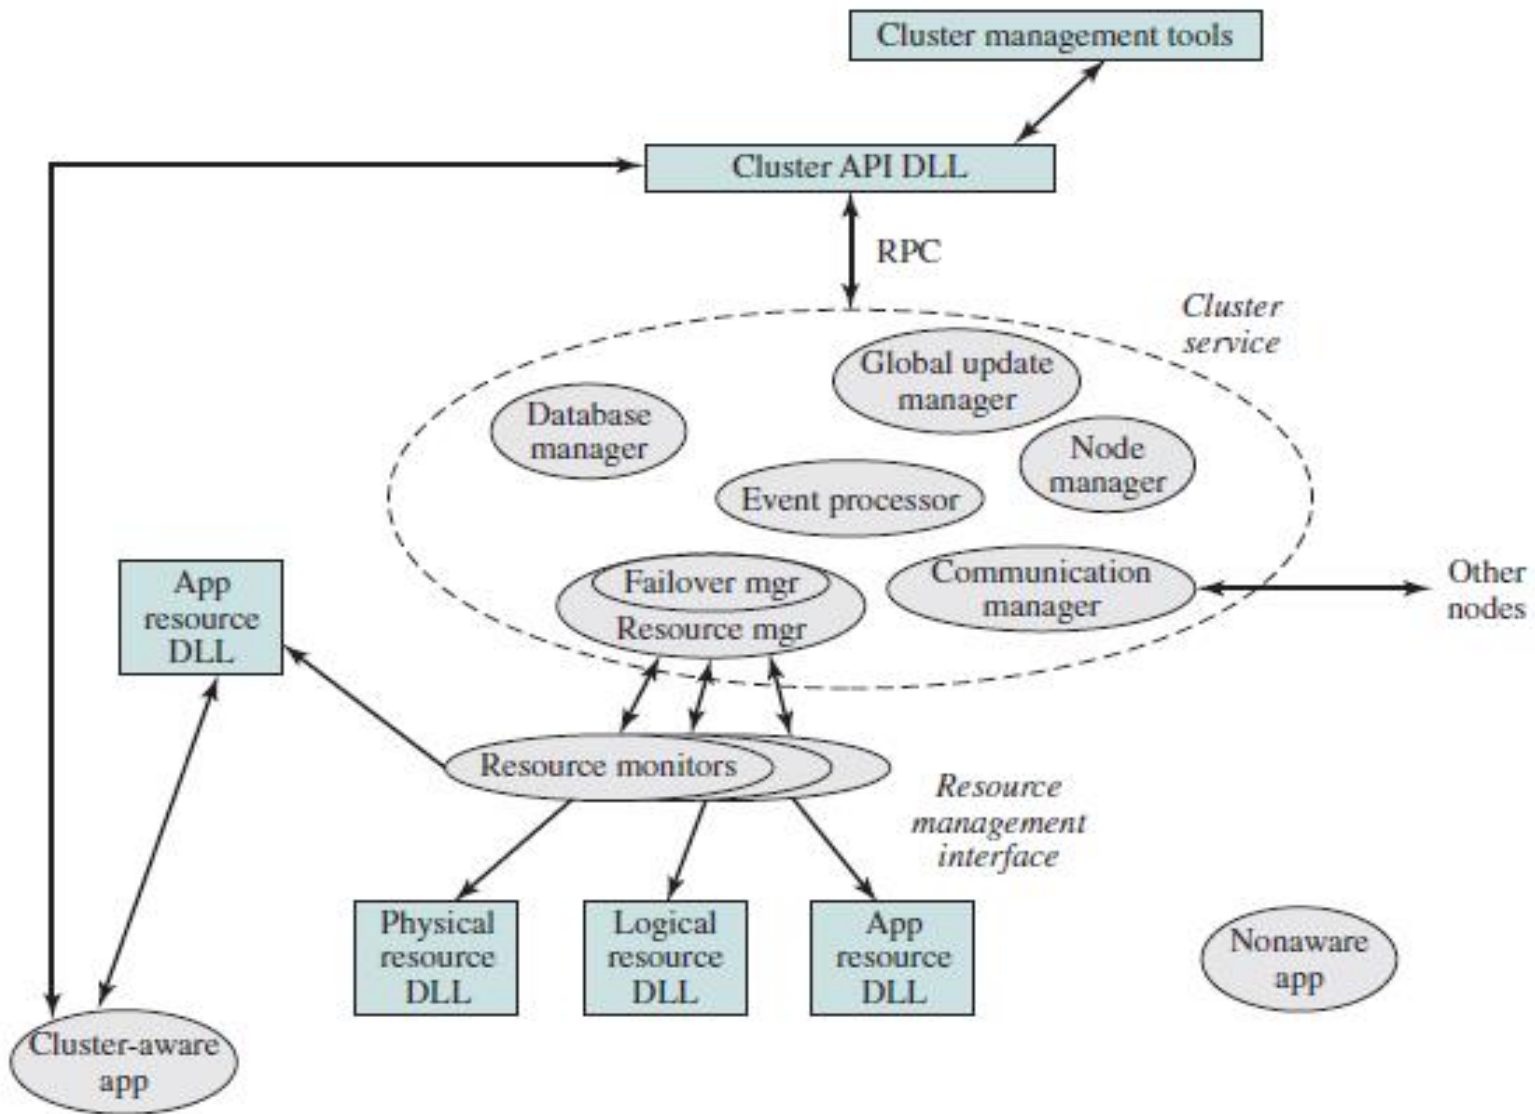 Cluster management tools
Cluster API DLL
RPC
Cluster
service
Global update
manager
Database
manager
Node
manager
Event processor
Failover mgr
Resource mgr
Communication
manager
Other
nodes
App
resource
DLL
Resource monitors
Resource
management
interface
Physical
resource
DLL
Logical
resource
DLL
App
resource
DLL
Nonaware
app
Cluster-aware
app